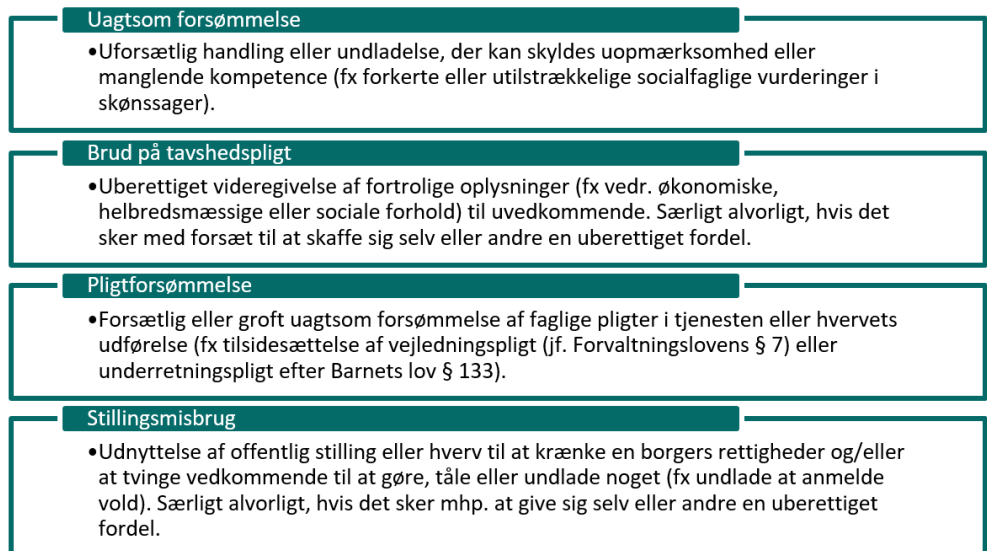 Uagtsom forsømmelse
•Uforsætlig handling eller undladelse, der kan skyldes uopmærksomhed eller
manglende kompetence (fx forkerte eller utilstrækkelige socialfaglige vurderinger i
skønssager).
Brud på tavshedspligt
•Uberettiget videregivelse af fortrolige oplysninger (fx vedr. økonomiske,
helbredsmæssige eller sociale forhold) til uvedkommende. Særligt alvorligt, hvis det
sker med forsæt til at skaffe sig selv eller andre en uberettiget fordel.
Pligtforsømmelse
•Forsætlig eller groft uagtsom forsømmelse af faglige pligter i tjenesten eller hvervets
udførelse (fx tilsidesættelse af vejledningspligt (jf. Forvaltningslovens § 7) eller
underretningspligt efter Barnets lov § 133).
Stillingsmisbrug
•Udnyttelse af offentlig stilling eller hverv til at krænke en borgers rettigheder og/eller
at tvinge vedkommende til at gøre, tåle eller undlade noget (fx undlade at anmelde
vold). Særligt alvorligt, hvis det sker mhp. at give sig selv eller andre en uberettiget
fordel.